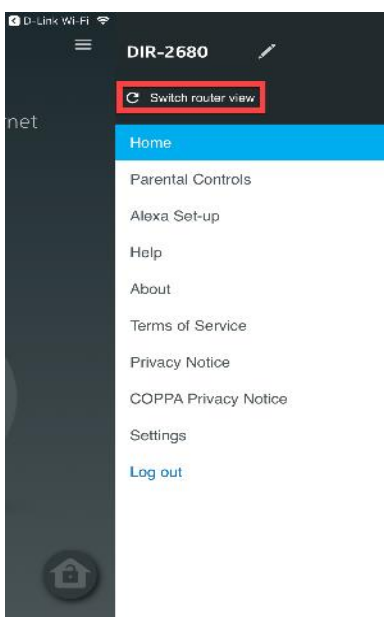 D-Link Wi-Fi
DIR-2680
Switch router view
rnet
Home
Parental Controls
Alexa Set-up
Help
About
Terms of Service
Privacy Notice
COPPA Privacy Notice
Settings
Log out